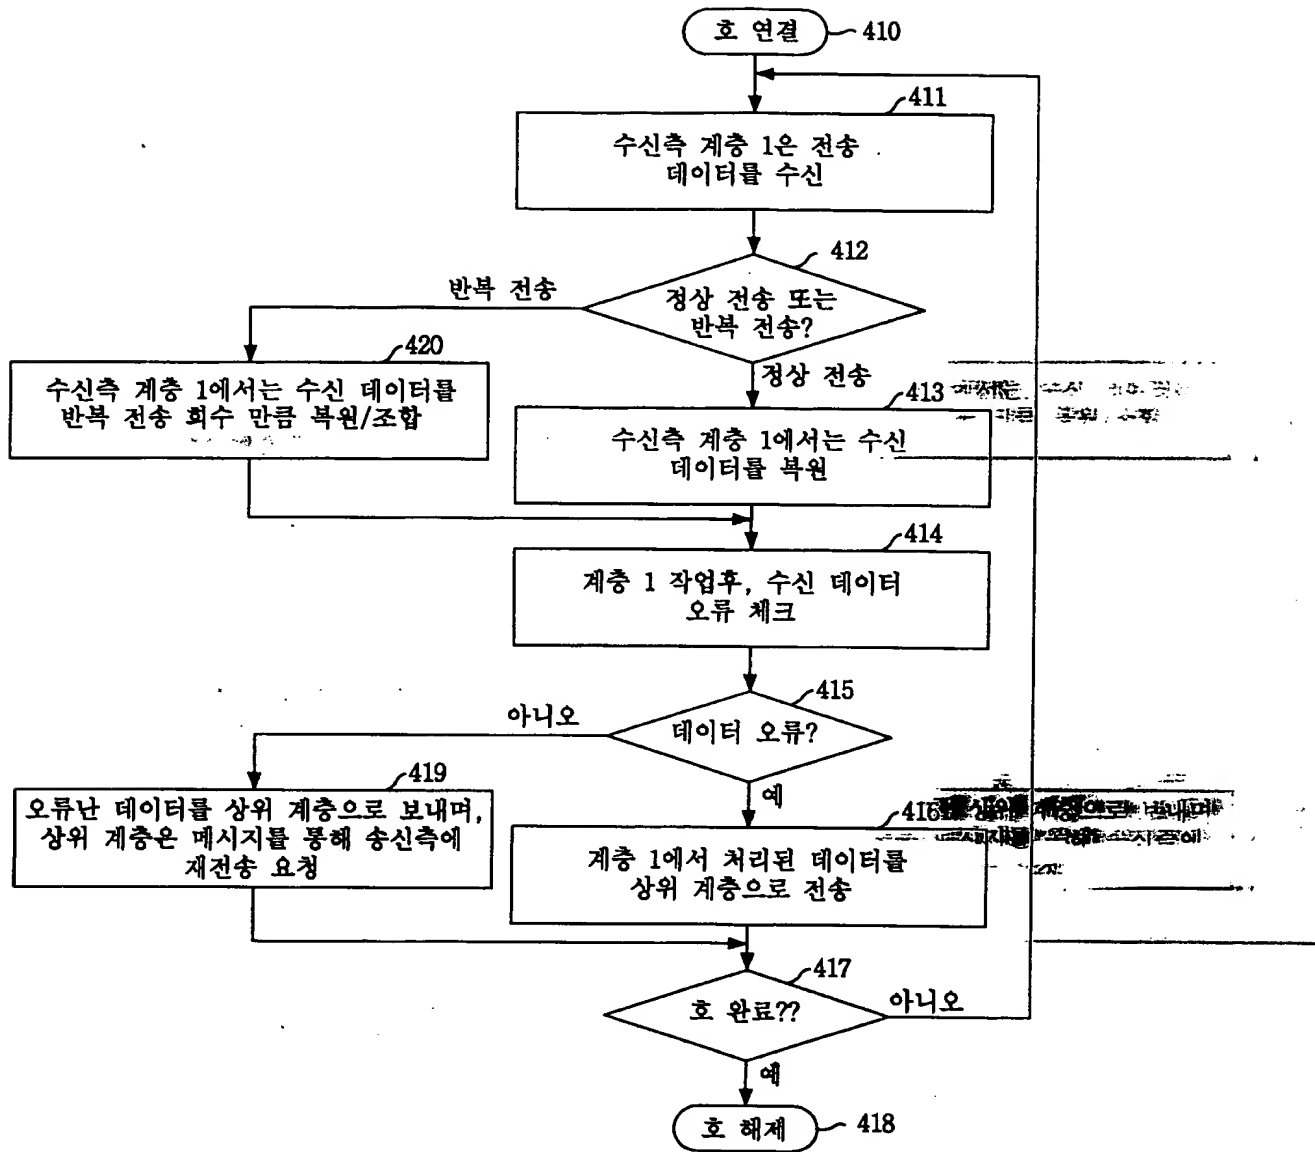 호 연결
410
411
수신측 계층 1은 전송
데이터를 수신
412
반복 전송
정상 전송 또는
반복 전송?
420
정상 전송
수신측 계층 1에서는 수신 데이터를
반복 전송 회수 만큼 복원/조합
413
수신측 계층 1에서는 수신
데이터를 복원
414
계층 1 작업후, 수신 데이터
오류 체크
415
아니오
데이터 오류?
419
예
오류난 데이터를 상위 계층으로 보내며,
상위 계층은 메시지를 통해 송신측에
재전송 요청
416
계층 1에서 처리된 데이터를
상위 계층으로 전송
417
호 완료??
아니오
예
호 해제
418